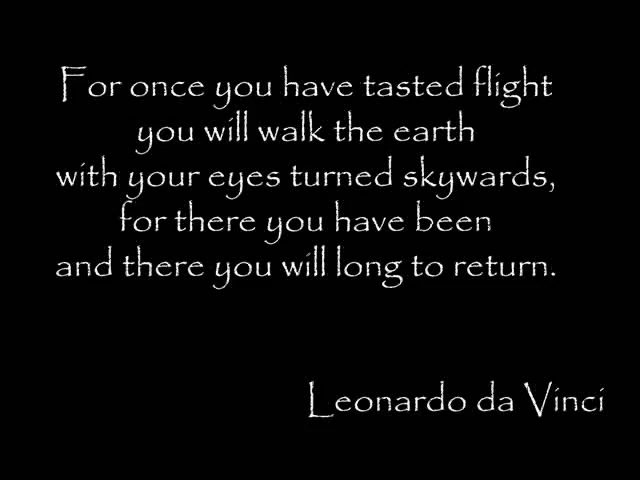 For once you have tasted flight
you will walk the earth
with your eyes turned skywards,
for there you have been
and there you will long to return.
Leonardo da Vinci